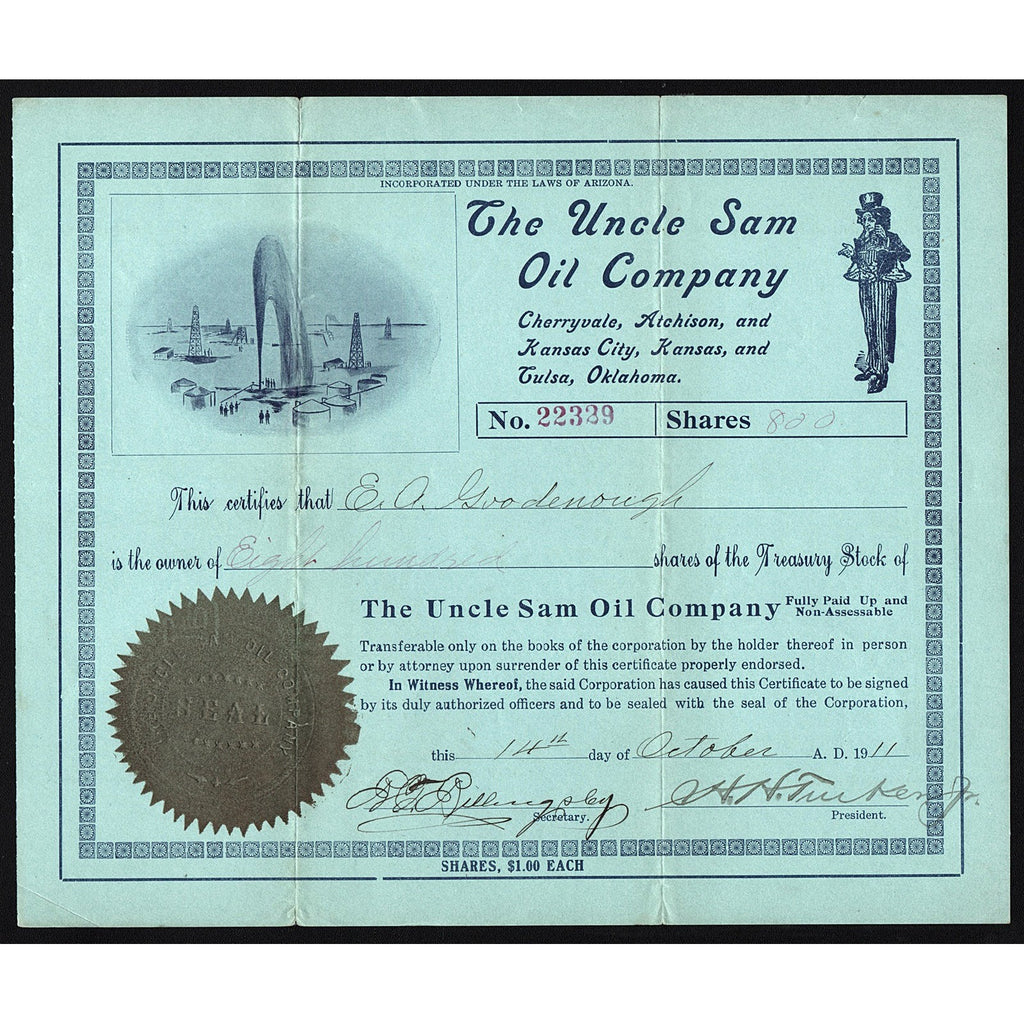 INCORPORATED UNDER THE LAWS OF ARIZONA.
The Uncle Sam
Oil Company
Cherryvale, Atchison, and
Kansas City, Kansas, and
Tulsa, Oklahoma.
No. 22339 Shares 800
This certifies that E. A. Goodenough
is the owner of Eight hundred shares of the Treasury Stock of
The Uncle Sam Oil Company Fully Paid Up and
Non-Assessable
Transferable only on the books of the corporation by the holder thereof in person
or by attorney upon surrender of this certificate properly endorsed.
In Witness Whereof, the said Corporation has caused this Certificate to be signed
by its duly authorized officers and to be sealed with the seal of the Corporation,
this 14th day of October A. D. 1911
H. H. Tucker Jr.
Secretary. President.
SEAL
SHARES, $1.00 EACH